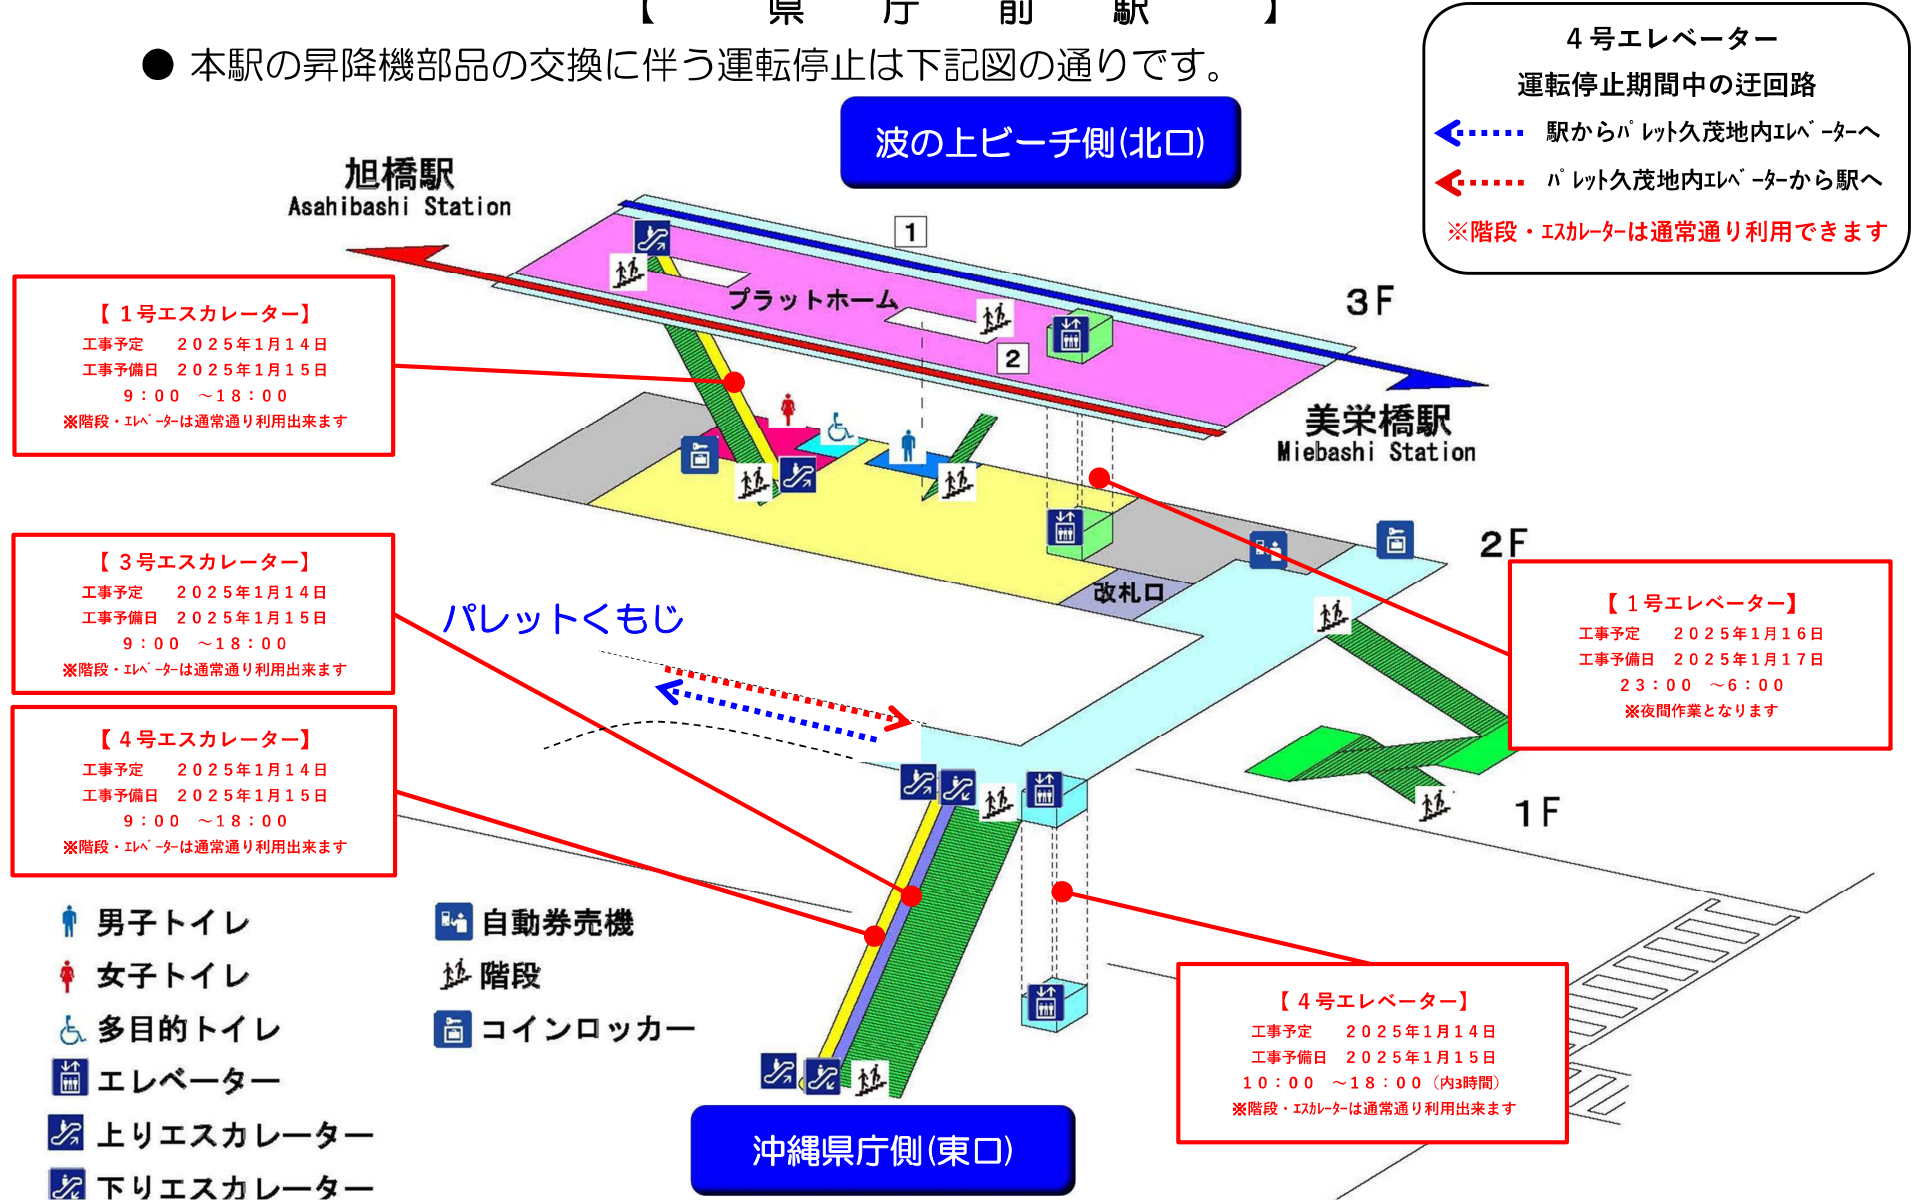 【　県　庁　前　駅　】
● 本駅の昇降機部品の交換に伴う運転停止は下記図の通りです。
4号エレベーター
運転停止期間中の迂回路
駅からパレット久茂地内エレベーターへ
パレット久茂地内エレベーターから駅へ
※階段・エスカレーターは通常通り利用できます
波の上ビーチ側(北口)
旭橋駅
Asahibashi Station
1
プラットホーム
2
3F
美栄橋駅
Miebashi Station
【 1号エスカレーター】
工事予定　2025年1月14日
工事予備日　2025年1月15日
9:00　～18:00
※階段・エレベーターは通常通り利用出来ます
【 3号エスカレーター】
工事予定　2025年1月14日
工事予備日　2025年1月15日
9:00　～18:00
※階段・エレベーターは通常通り利用出来ます
【 4号エスカレーター】
工事予定　2025年1月14日
工事予備日　2025年1月15日
9:00　～18:00
※階段・エレベーターは通常通り利用出来ます
2F
改札口
パレットくもじ
【 1号エレベーター】
工事予定　2025年1月16日
工事予備日　2025年1月17日
23:00　～6:00
※夜間作業となります
1F
【 4号エレベーター】
工事予定　2025年1月14日
工事予備日　2025年1月15日
10:00　～18:00（内3時間）
※階段・エスカレーターは通常通り利用出来ます
男子トイレ
女子トイレ
多目的トイレ
エレベーター
上りエスカレーター
下りエスカレーター
自動券売機
階段
コインロッカー
沖縄県庁側(東口)